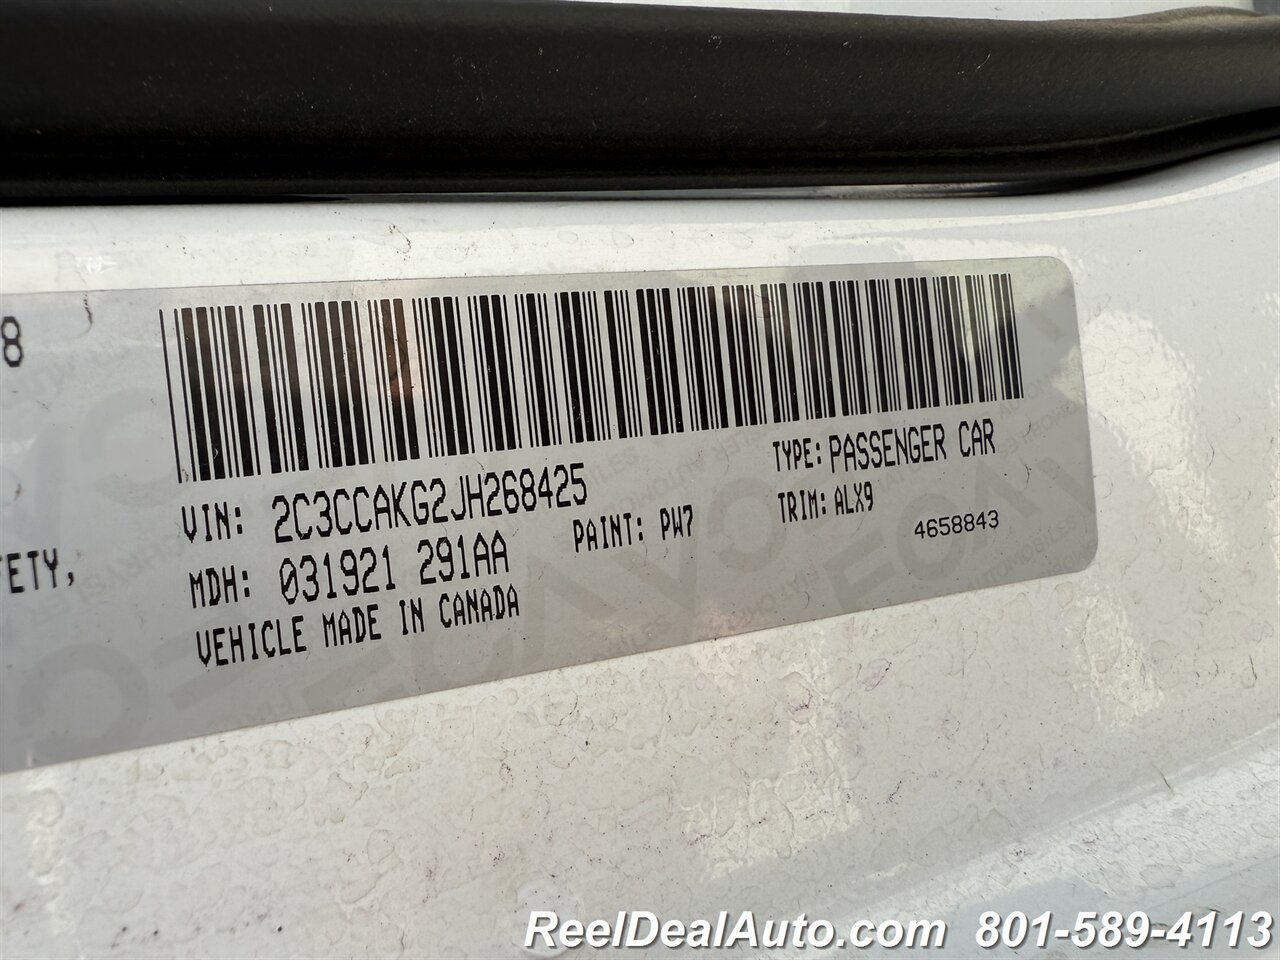 8
FETY,
VIN: 2C3CCAKG2JH268425
TYPE: PASSENGER CAR
MDH: 031921 291AA
PAINT: PW7
TRIM: ALX9
VEHICLE MADE IN CANADA
4658843
ReelDealAuto.com 801-589-4113